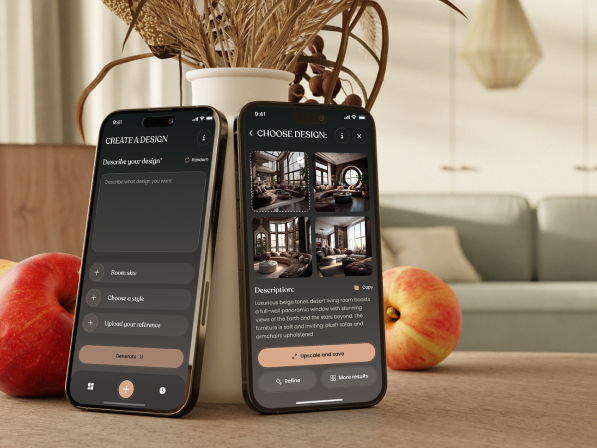 9:41
CREATE A DESIGN
Describe your design*
Random
Describe what design you want
Room size
Choose a style
Upload your reference
Generate
9:41
CHOOSE DESIGN:
Description:
Copy
Luxurious beige tones desert living room boasts
a full-wall panoramic window with stunning
views of the Earth and the stars beyond. The
furniture is soft and inviting, plush sofas and
armchairs upholstered
Upscale and save
Refine
More results